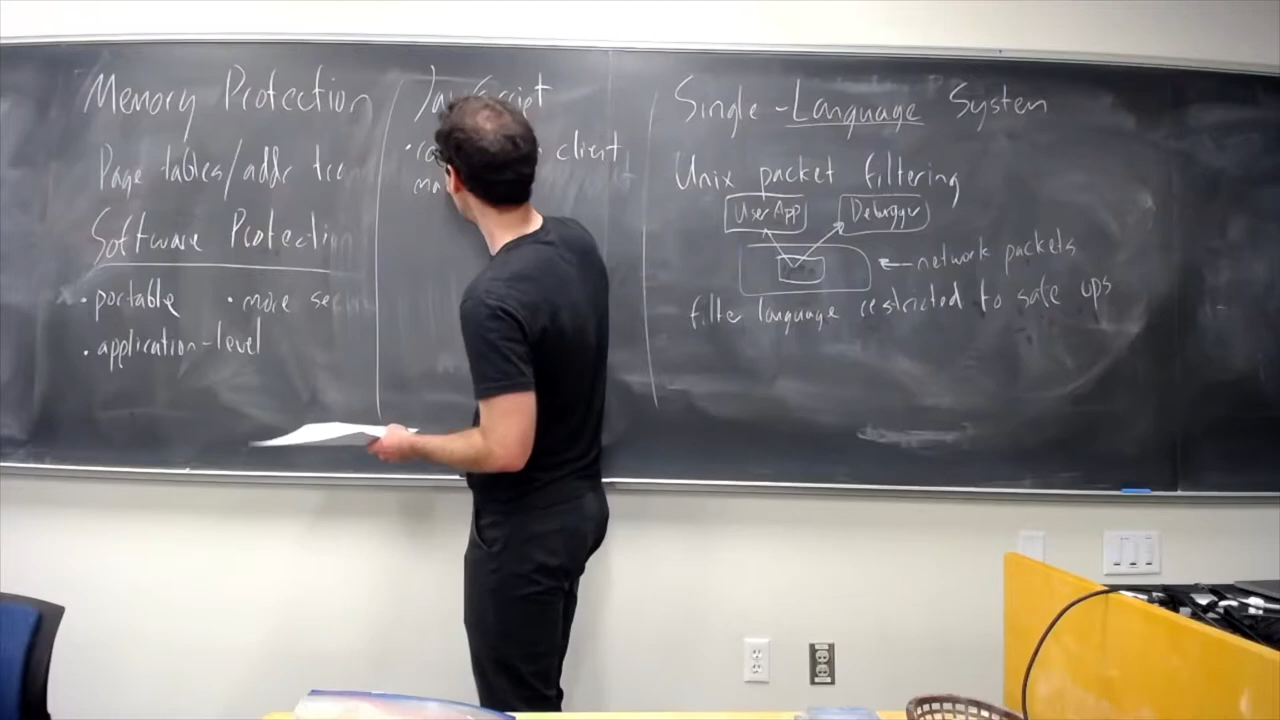 Memory Protection
Page tables/addr
Software Protection
· portable
· more
· application-level
JavaScript
client
Single-Language System
Unix packet filtering
User App
Debugger
network packets
filter language restricted to safe ops